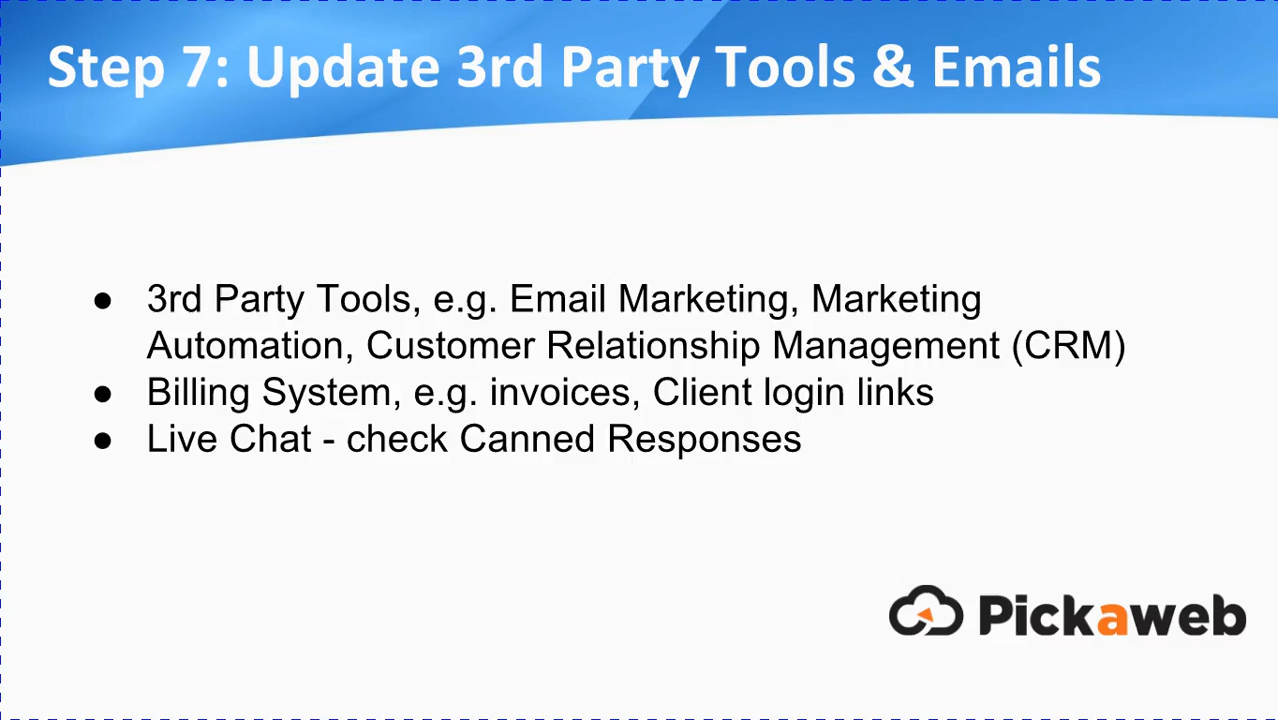 Step 7: Update 3rd Party Tools & Emails
● 3rd Party Tools, e.g. Email Marketing, Marketing
Automation, Customer Relationship Management (CRM)
● Billing System, e.g. invoices, Client login links
● Live Chat - check Canned Responses
Pickaweb